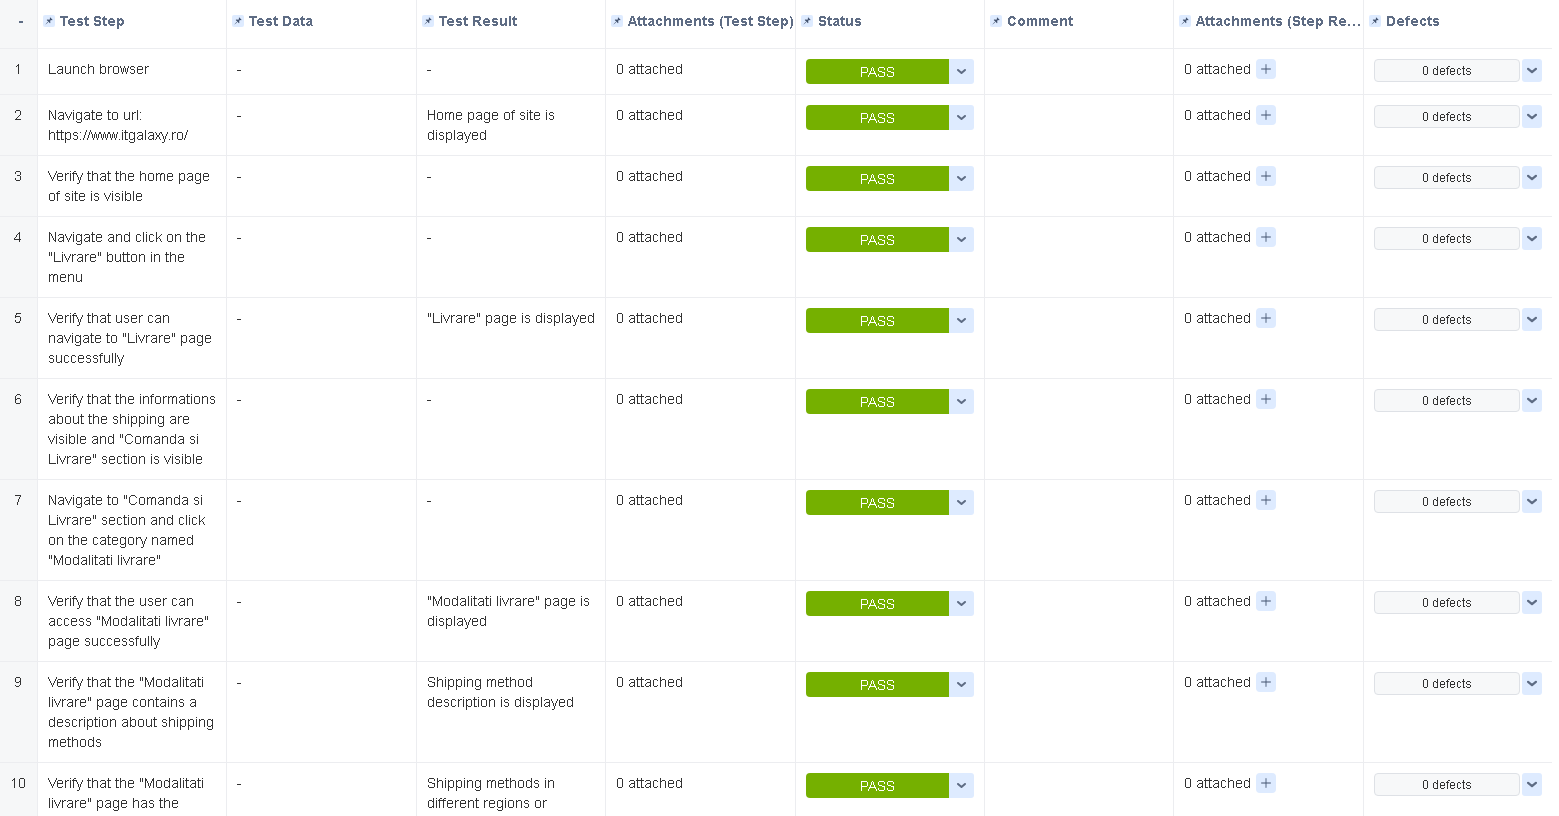 - Test Step Test Data Test Result Attachments (Test Step) Status Comment Attachments (Step Re... Defects
1 Launch browser - - 0 attached PASS 0 attached + 0 defects
2 Navigate to url: - Home page of site is 0 attached PASS 0 attached + 0 defects
https://www.itgalaxy.ro/ displayed
3 Verify that the home page - - 0 attached PASS 0 attached + 0 defects
of site is visible
4 Navigate and click on the - - 0 attached PASS 0 attached + 0 defects
"Livrare" button in the
menu
5 Verify that user can - "Livrare" page is displayed 0 attached PASS 0 attached + 0 defects
navigate to "Livrare" page
successfully
6 Verify that the informations - - 0 attached PASS 0 attached + 0 defects
about the shipping are
visible and "Comanda si
Livrare" section is visible
7 Navigate to "Comanda si - - 0 attached PASS 0 attached + 0 defects
Livrare" section and click
on the category named
"Modalitati livrare"
8 Verify that the user can - "Modalitati livrare" page is 0 attached PASS 0 attached + 0 defects
access "Modalitati livrare" displayed
page successfully
9 Verify that the "Modalitati - Shipping method 0 attached PASS 0 attached + 0 defects
livrare" page contains a description is displayed
description about shipping
methods
10 Verify that the "Modalitati - Shipping methods in 0 attached PASS 0 attached + 0 defects
livrare" page has the different regions or